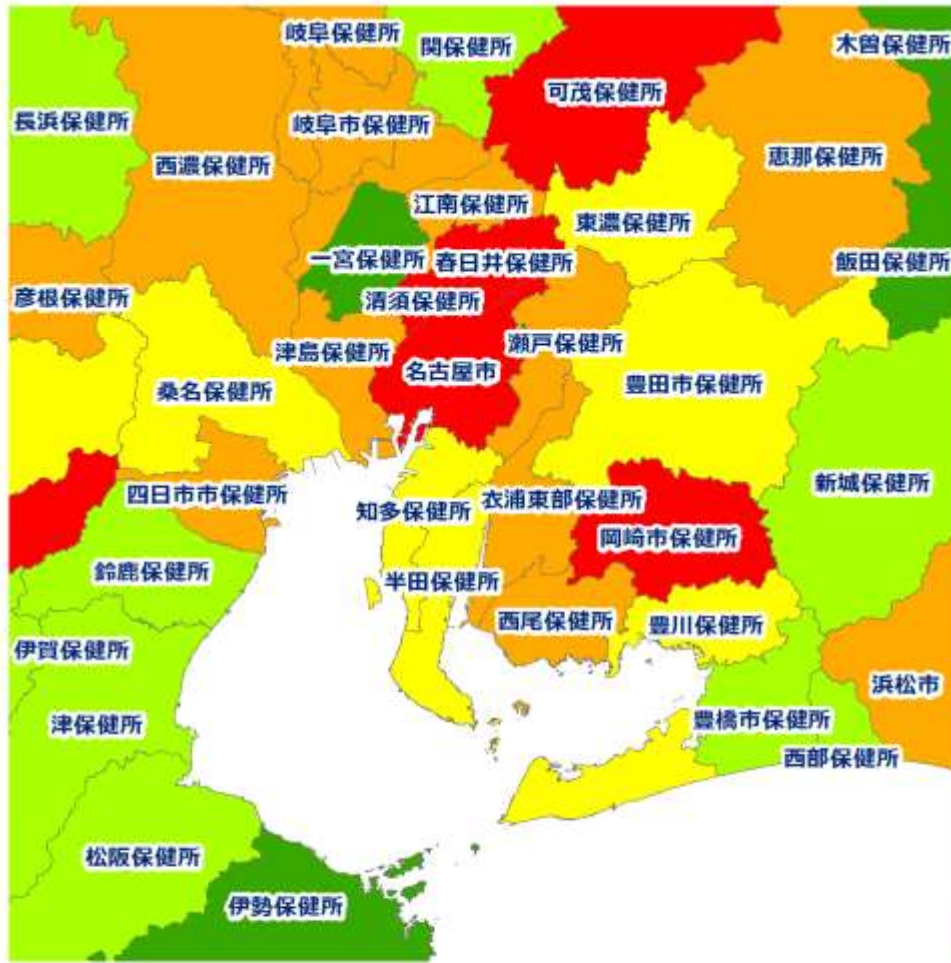 岐阜保健所
関保健所
木曽保健所
可茂保健所
長浜保健所
岐阜市保健所
西濃保健所
恵那保健所
江南保健所
東濃保健所
一宮保健所
春日井保健所
飯田保健所
彦根保健所
清須保健所
津島保健所
瀬戸保健所
名古屋市
豊田市保健所
桑名保健所
新城保健所
四日市市保健所
衣浦東部保健所
知多保健所
岡崎市保健所
鈴鹿保健所
半田保健所
西尾保健所
豊川保健所
伊賀保健所
浜松市
津保健所
豊橋市保健所
西部保健所
松阪保健所
伊勢保健所